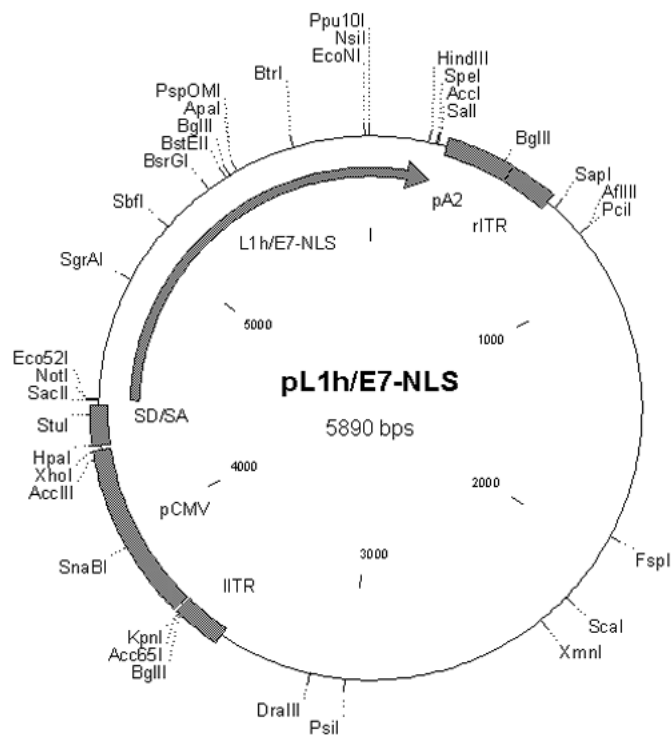 Ppu10I
NsiI
EcoNI
BtrI
PspOMI
ApaI
BglII
BstEII
BsrGI
SbfI
SgrAI
Eco52I
NotI
SacII
StuI
HpaI
XhoI
AccIII
SnaBI
KpnI
Acc65I
BglII
DraIII
PsiI
XmnI
ScaI
FspI
PciI
AflIII
SapI
BglII
SalI
AccI
SpeI
HindIII
pA2
rITR
L1h/E7-NLS
SD/SA
pCMV
lITR
I
1000
2000
3000
4000
5000
pL1h/E7-NLS
5890 bps